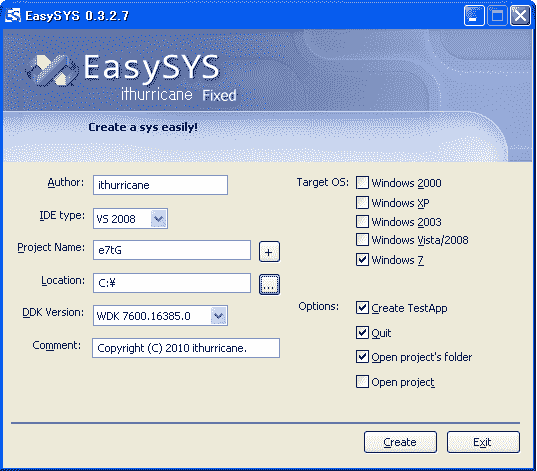 EasySYS 0.3.2.7
EasySYS
ithurricane Fixed
Create a sys easily!
Author: ithurricane
IDE type: VS 2008
Project Name: e7tG +
Location: C:¥ ...
DDK Version: WDK 7600.16385.0
Comment: Copyright (C) 2010 ithurricane.
Target OS: Windows 2000
Windows XP
Windows 2003
Windows Vista/2008
Windows 7
Options: Create TestApp
Quit
Open project's folder
Open project
Create Exit